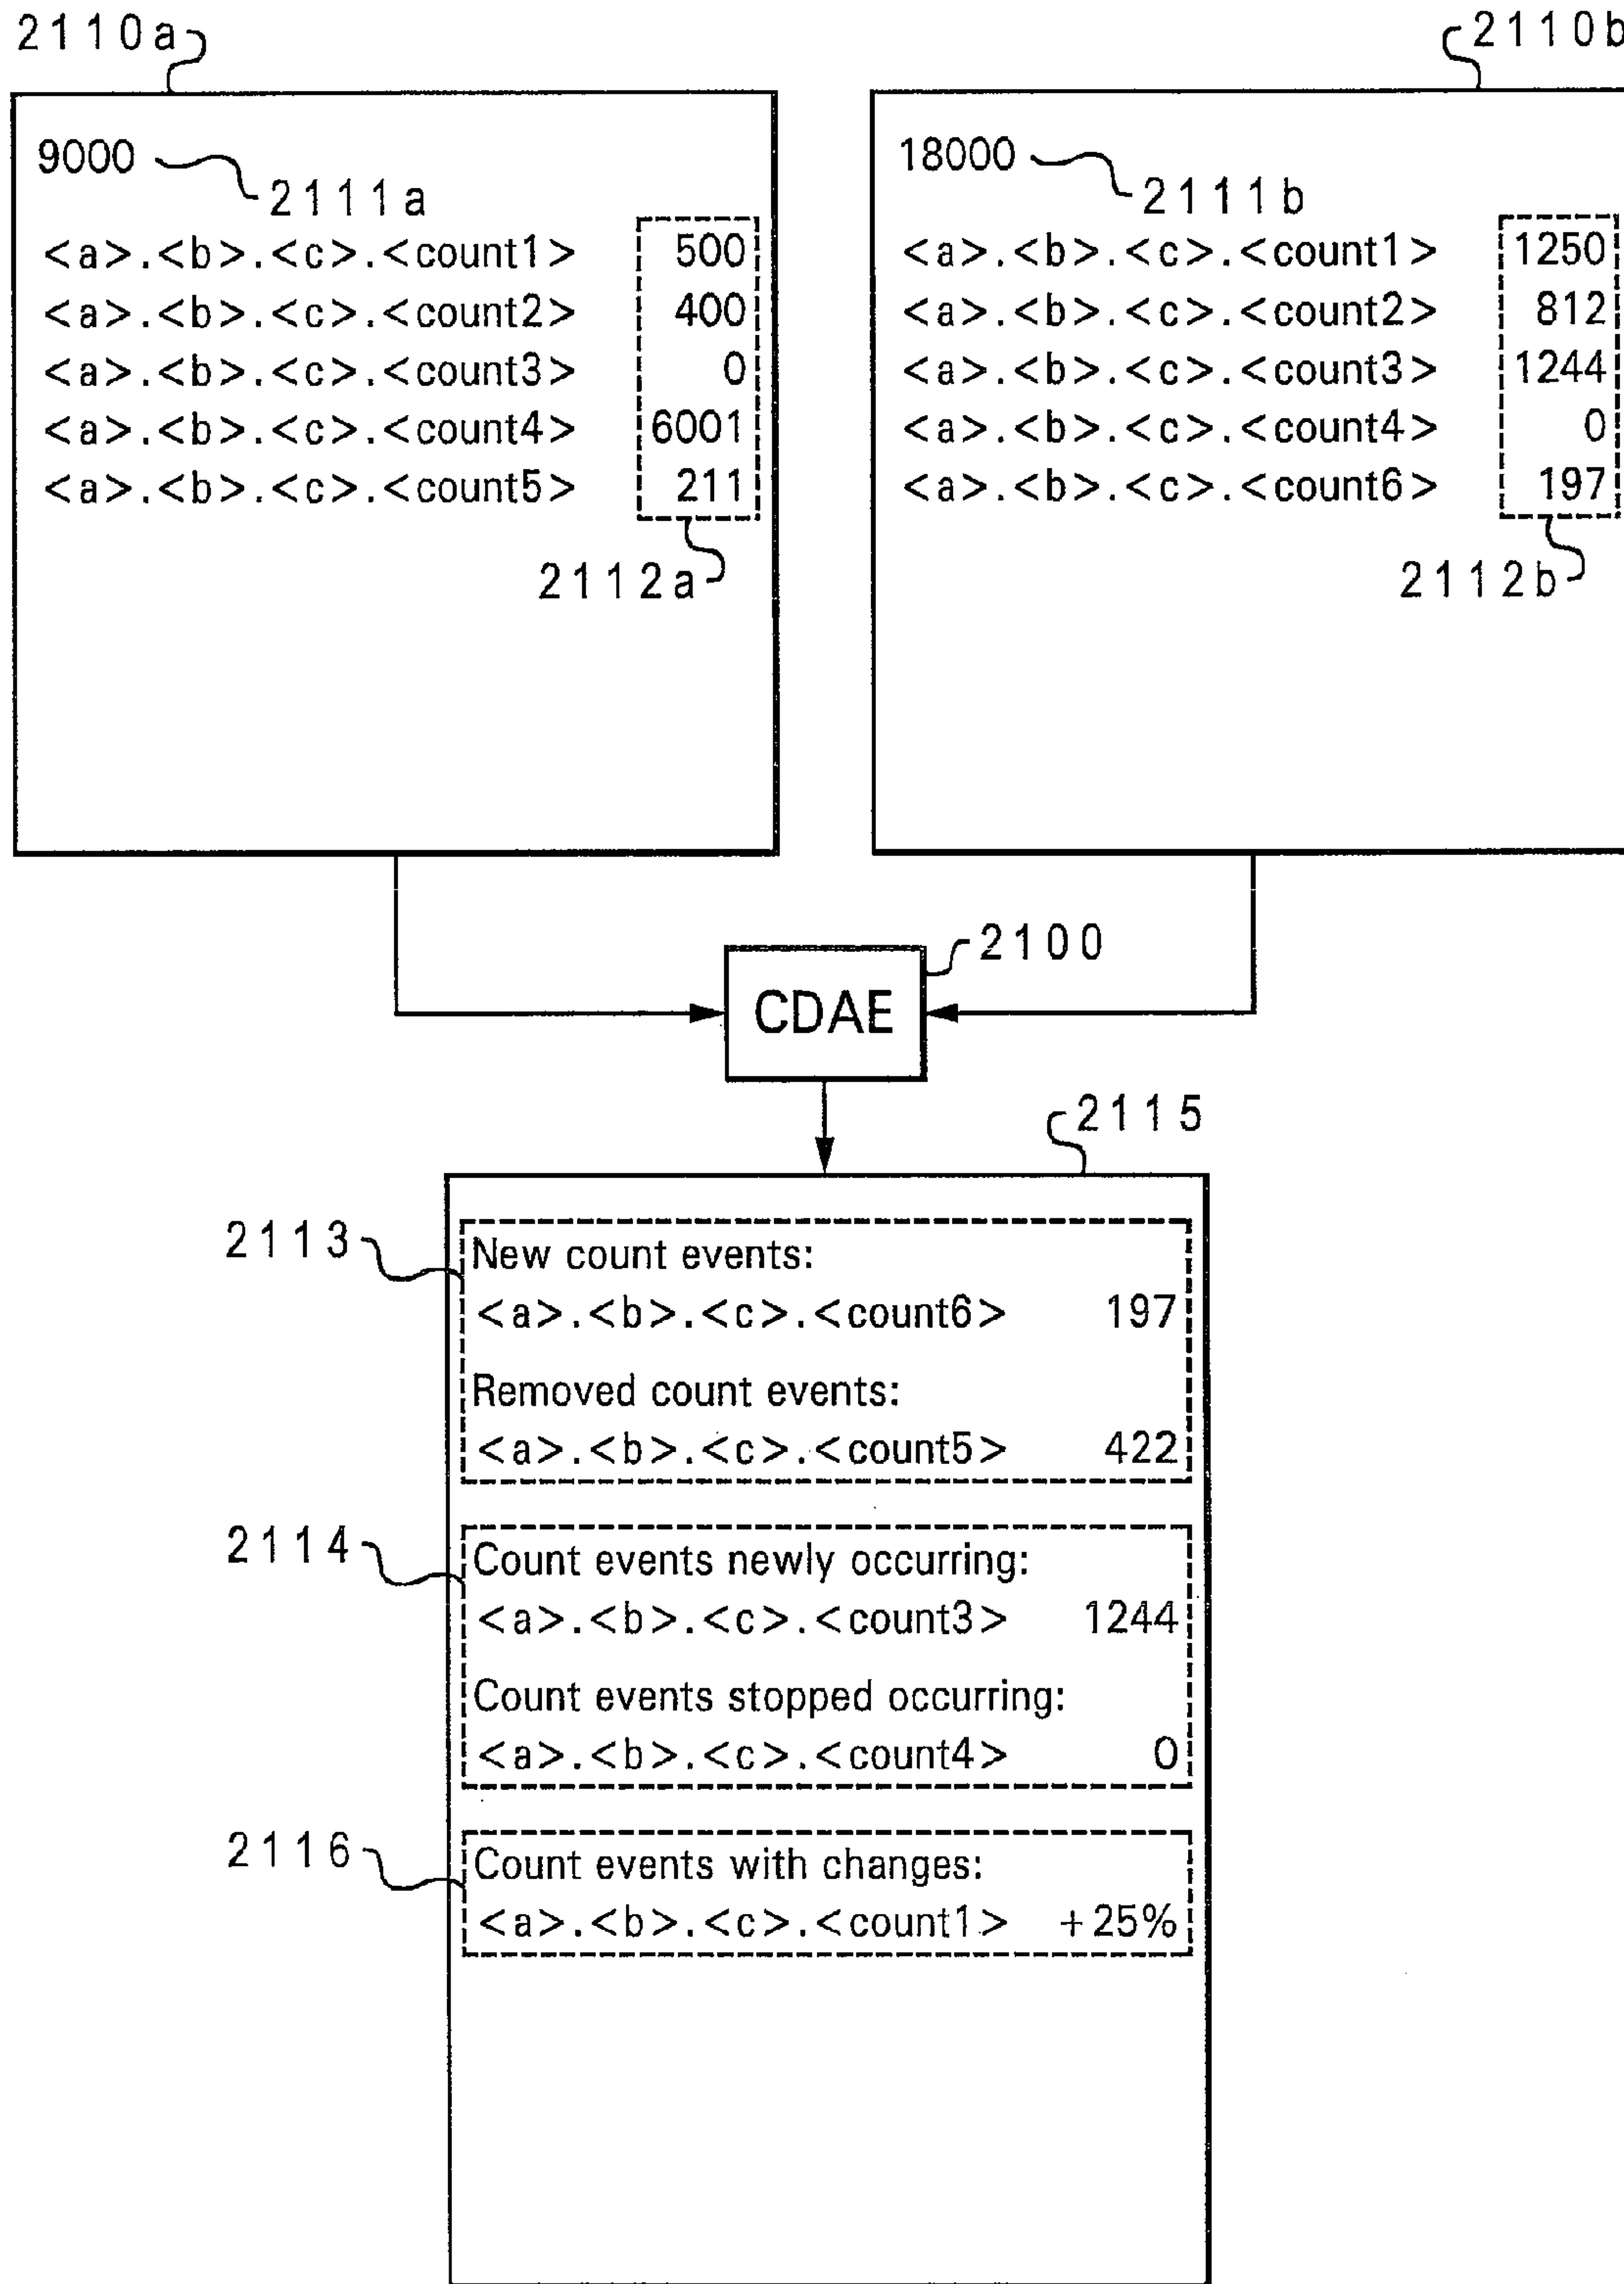 2110a
9000
2111a
<a>.<b>.<c>.<count1> 500
<a>.<b>.<c>.<count2> 400
<a>.<b>.<c>.<count3> 0
<a>.<b>.<c>.<count4> 6001
<a>.<b>.<c>.<count5> 211
2112a
2110b
18000
2111b
<a>.<b>.<c>.<count1> 1250
<a>.<b>.<c>.<count2> 812
<a>.<b>.<c>.<count3> 1244
<a>.<b>.<c>.<count4> 0
<a>.<b>.<c>.<count6> 197
2112b
2100
CDAE
2115
2113
New count events:
<a>.<b>.<c>.<count6> 197
Removed count events:
<a>.<b>.<c>.<count5> 422
2114
Count events newly occurring:
<a>.<b>.<c>.<count3> 1244
Count events stopped occurring:
<a>.<b>.<c>.<count4> 0
2116
Count events with changes:
<a>.<b>.<c>.<count1> +25%